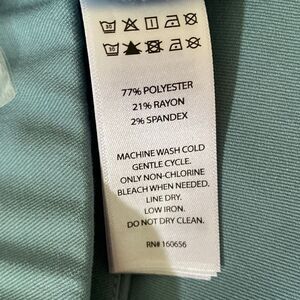 77% POLYESTER
21% RAYON
2% SPANDEX
MACHINE WASH COLD
GENTLE CYCLE.
ONLY NON-CHLORINE
BLEACH WHEN NEEDED.
LINE DRY.
LOW IRON.
DO NOT DRY CLEAN.
RN# 160656